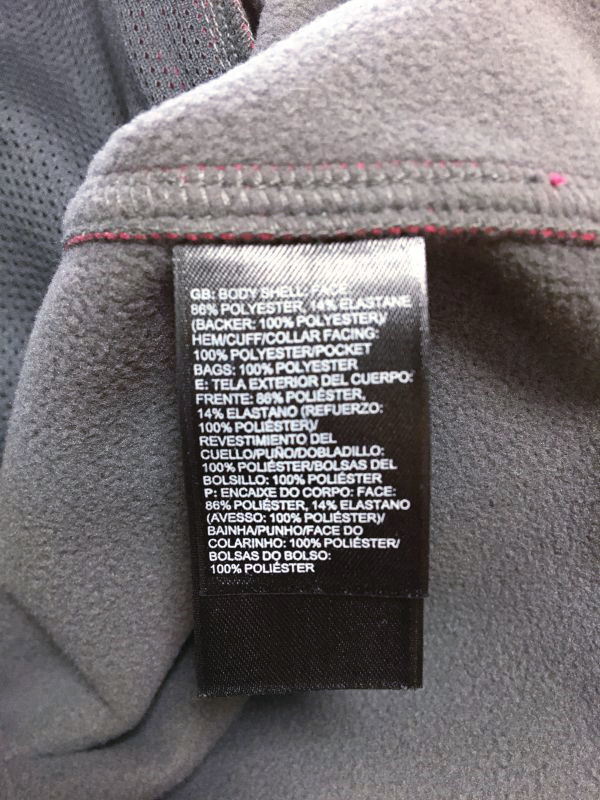 GB: BODY SHELL: FACE:
86% POLYESTER, 14% ELASTANE
(BACKER: 100% POLYESTER)/
HEM/CUFF/COLLAR FACING:
100% POLYESTER/POCKET
BAGS: 100% POLYESTER
E: TELA EXTERIOR DEL CUERPO:
FRENTE: 86% POLIÉSTER,
14% ELASTANO (REFUERZO:
100% POLIÉSTER)/
REVESTIMIENTO DEL
CUELLO/PUÑO/DOBLADILLO:
100% POLIÉSTER/BOLSAS DEL
BOLSILLO: 100% POLIÉSTER
P: ENCAIXE DO CORPO: FACE:
86% POLIÉSTER, 14% ELASTANO
(AVESSO: 100% POLIÉSTER)/
BAINHA/PUNHO/FACE DO
COLARINHO: 100% POLIÉSTER/
BOLSAS DO BOLSO:
100% POLIÉSTER